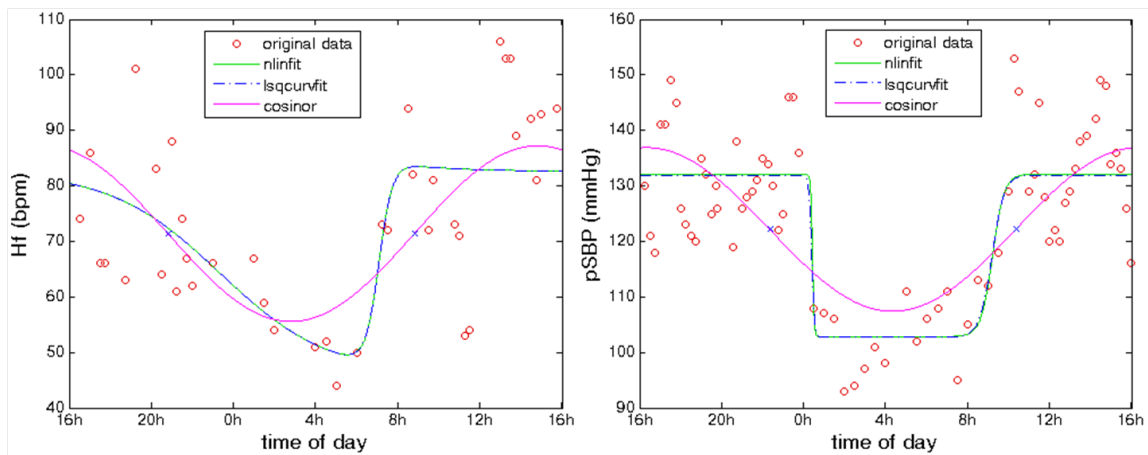 110
100
90
80
70
60
50
40
Hf (bpm)
original data
nlinfit
lsqcurvfit
cosinor
16h 20h 0h 4h 8h 12h 16h
time of day
160
150
140
130
120
110
100
90
pSBP (mmHg)
original data
nlinfit
lsqcurvfit
cosinor
16h 20h 0h 4h 8h 12h 16h
time of day